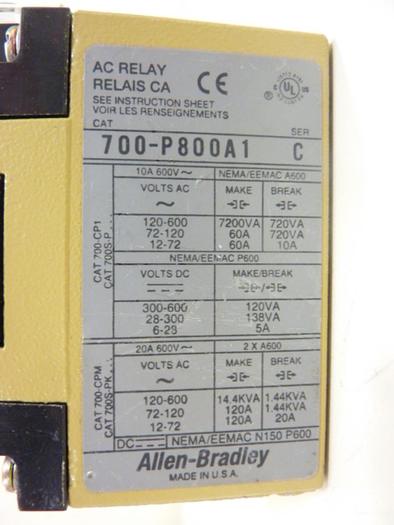 AC RELAY
RELAIS CA
CE
UL
®
SEE INSTRUCTION SHEET
VOIR LES RENSEIGNEMENTS
CAT SER
700-P800A1 C
CAT 700-CP1
CAT 700S-P...
10A 600V~ NEMA/EEMAC A600
VOLTS AC MAKE BREAK
~
120-600 7200VA 720VA
72-120 60A 720VA
12-72 60A 10A
NEMA/EEMAC P600
VOLTS DC MAKE/BREAK
300-600 120VA
28-300 138VA
6-28 5A
CAT 700-CPM
CAT 700S-PK...
20A 600V~ 2 X A600
VOLTS AC MAKE BREAK
~
120-600 14.4KVA 1.44KVA
72-120 120A 1.44KVA
12-72 120A 20A
DC NEMA/EEMAC N150 P600
Allen-Bradley
MADE IN U.S.A.